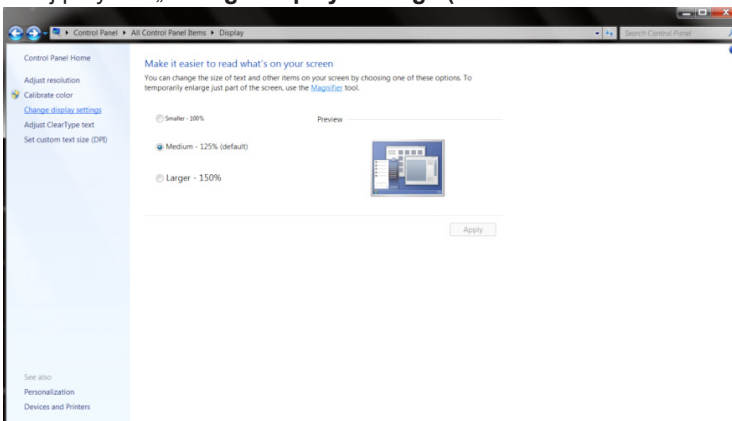 Control Panel ▸ All Control Panel Items ▸ Display
Search Control Panel
Control Panel Home
Adjust resolution
Calibrate color
Change display settings
Adjust ClearType text
Set custom text size (DPI)
Make it easier to read what's on your screen
You can change the size of text and other items on your screen by choosing one of these options. To
temporarily enlarge just part of the screen, use the Magnifier tool.
Smaller - 100%
Preview
Medium - 125% (default)
Larger - 150%
Apply
See also
Personalization
Devices and Printers